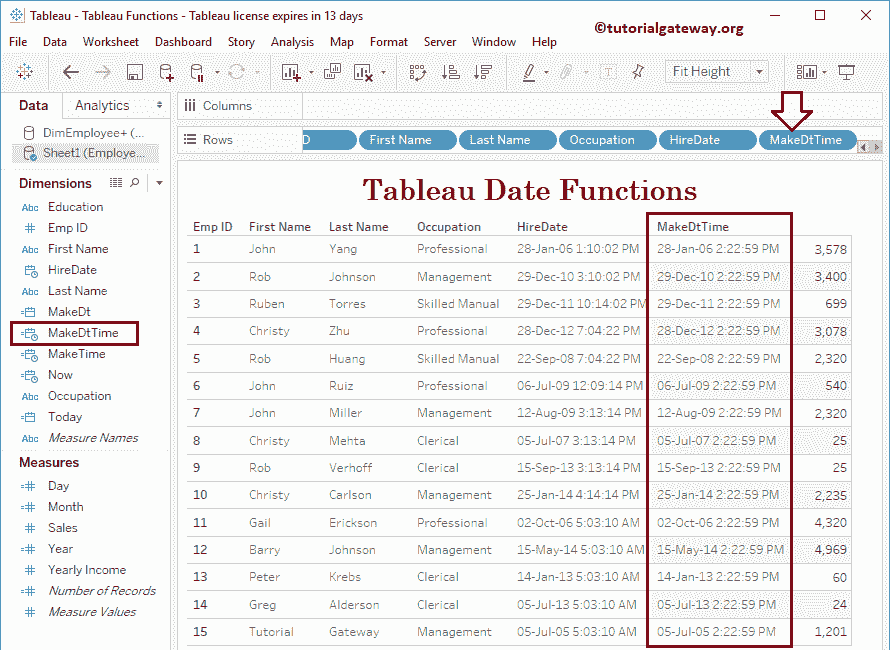 Tableau - Tableau Functions - Tableau license expires in 13 days
©tutorialgateway.org
File Data Worksheet Dashboard Story Analysis Map Format Server Window Help
Fit Height
Data Analytics
Columns
DimEmployee+ (...
Rows D First Name Last Name Occupation HireDate MakeDtTime
Sheet1 (Employe...
Dimensions
Tableau Date Functions
Abc Education
Emp ID
Abc First Name
HireDate
Abc Last Name
MakeDt
MakeDtTime
MakeTime
Now
Abc Occupation
Today
Abc Measure Names
Measures
Day
Month
Sales
Year
Yearly Income
Number of Records
Measure Values
Emp ID First Name Last Name Occupation HireDate MakeDtTime
1 John Yang Professional 28-Jan-06 1:10:02 PM 28-Jan-06 2:22:59 PM 3,578
2 Rob Johnson Management 29-Dec-10 3:10:02 PM 29-Dec-10 2:22:59 PM 3,400
3 Ruben Torres Skilled Manual 29-Dec-11 10:14:02 PM 29-Dec-11 2:22:59 PM 699
4 Christy Zhu Professional 28-Dec-12 7:04:22 PM 28-Dec-12 2:22:59 PM 3,078
5 Rob Huang Skilled Manual 22-Sep-08 7:04:22 PM 22-Sep-08 2:22:59 PM 2,320
6 John Ruiz Professional 06-Jul-09 12:09:14 PM 06-Jul-09 2:22:59 PM 540
7 John Miller Management 12-Aug-09 3:13:14 PM 12-Aug-09 2:22:59 PM 2,320
8 Christy Mehta Clerical 05-Jul-07 3:13:14 PM 05-Jul-07 2:22:59 PM 25
9 Rob Verhoff Clerical 15-Sep-13 3:13:14 PM 15-Sep-13 2:22:59 PM 25
10 Christy Carlson Management 25-Jan-14 4:14:14 PM 25-Jan-14 2:22:59 PM 2,235
11 Gail Erickson Professional 02-Oct-06 5:03:10 AM 02-Oct-06 2:22:59 PM 4,320
12 Barry Johnson Management 15-May-14 5:03:10 AM 15-May-14 2:22:59 PM 4,969
13 Peter Krebs Clerical 14-Jan-13 5:03:10 AM 14-Jan-13 2:22:59 PM 60
14 Greg Alderson Clerical 05-Jul-13 5:03:10 AM 05-Jul-13 2:22:59 PM 24
15 Tutorial Gateway Management 05-Jul-05 5:03:10 AM 05-Jul-05 2:22:59 PM 1,201